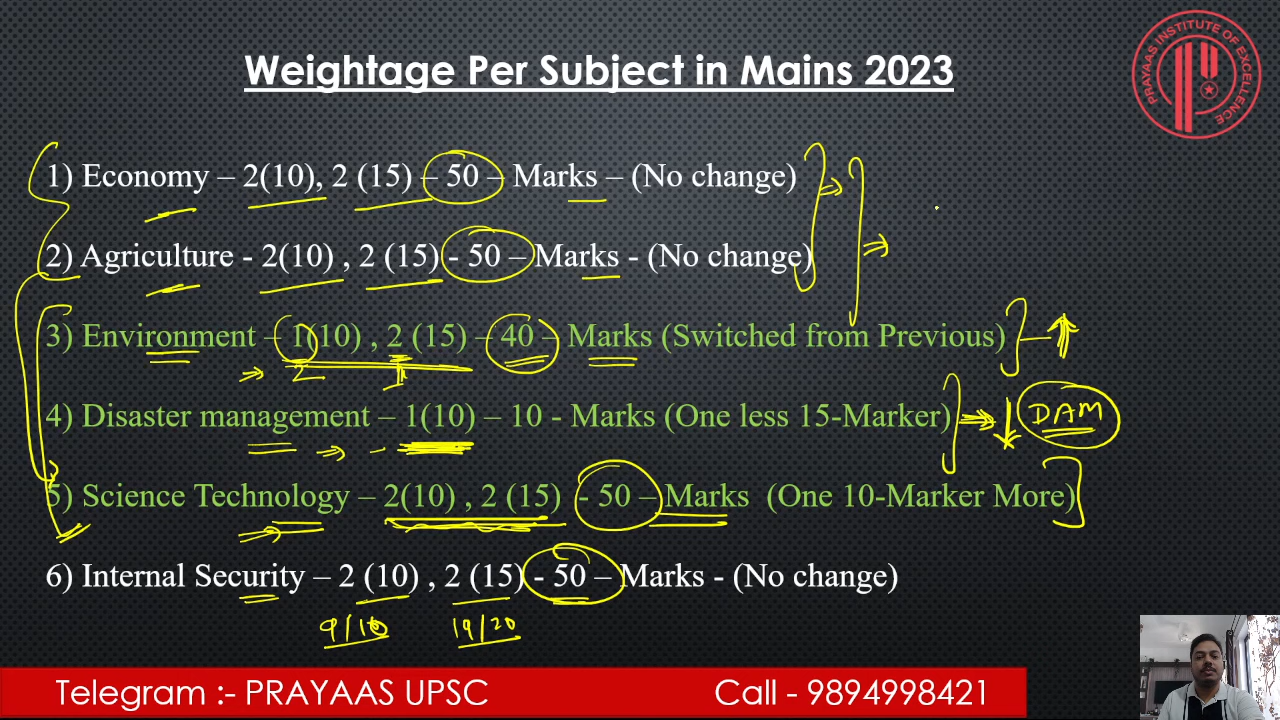 Weightage Per Subject in Mains 2023
PRAYAAS INSTITUTE OF EXCELLENCE
1) Economy – 2(10), 2 (15) – 50 – Marks – (No change)
2) Agriculture - 2(10) , 2 (15) - 50 – Marks - (No change)
3) Environment – 1(10) , 2 (15) – 40 – Marks (Switched from Previous)
2 1
4) Disaster management – 1(10) – 10 - Marks (One less 15-Marker)
DAM
5) Science Technology – 2(10) , 2 (15) - 50 – Marks (One 10-Marker More)
6) Internal Security – 2 (10) , 2 (15) - 50 – Marks - (No change)
9/10 19/20
Telegram :- PRAYAAS UPSC
Call - 9894998421